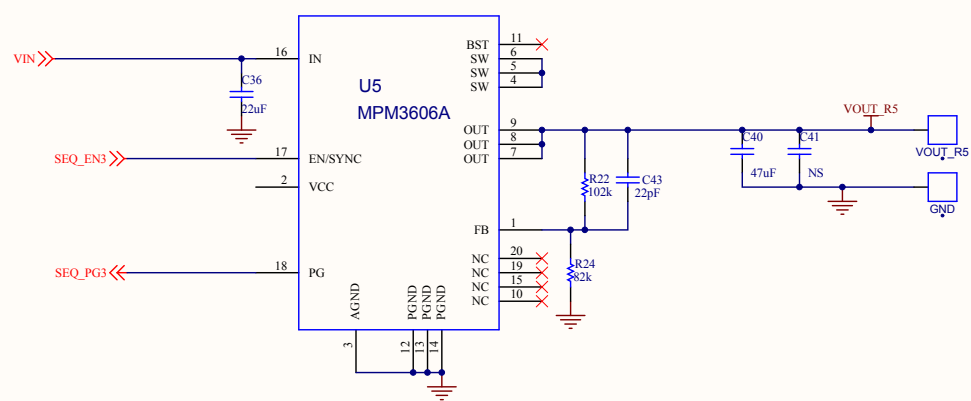 VIN
16
IN
C36
22uF
SEQ_EN3
17
EN/SYNC
2
VCC
SEQ_PG3
18
PG
U5
MPM3606A
BST
11
SW
6
SW
5
SW
4
OUT
9
OUT
8
OUT
7
FB
1
NC
20
NC
19
NC
15
NC
10
AGND
PGND
PGND
PGND
3
12
13
14
R22
102k
C43
22pF
R24
82k
C40
47uF
C41
NS
VOUT_R5
VOUT_R5
GND